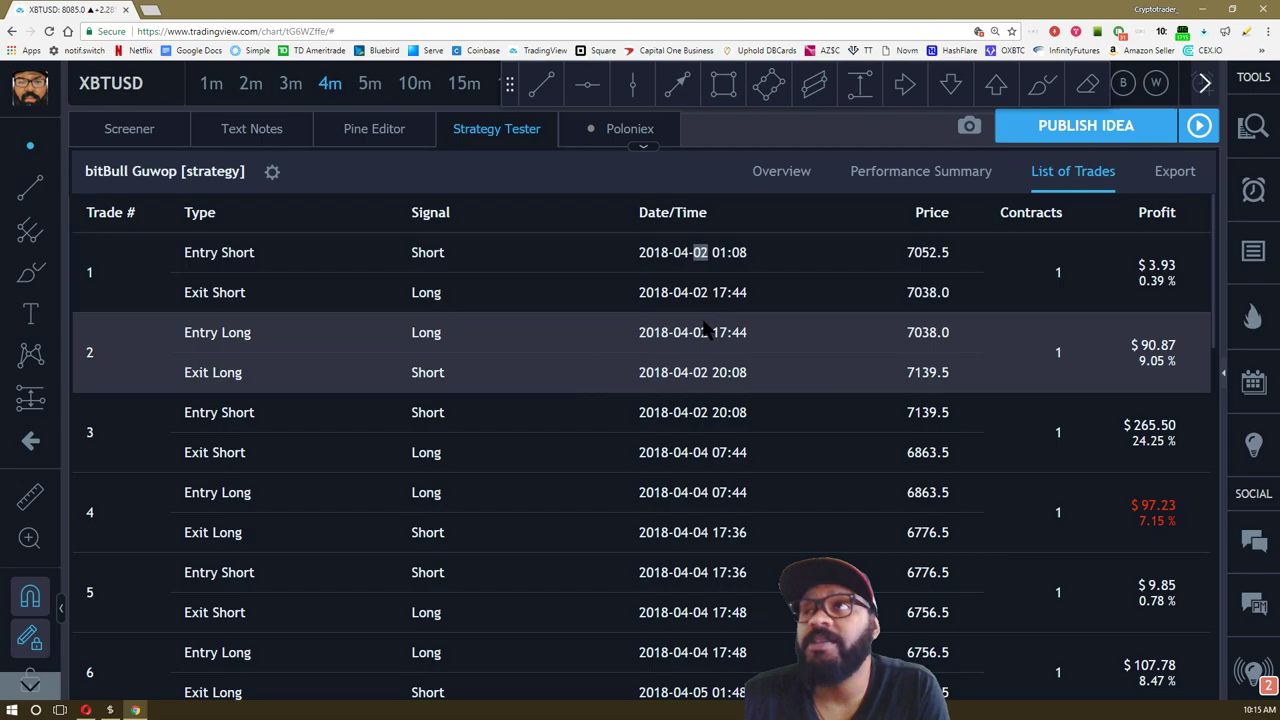 XBTUSD: 8085.0 ▲+2.28%
Cryptotrader_
Secure
https://www.tradingview.com/chart/tG6WZffe/#
Apps
notif.switch
Netflix
Google Docs
Simple
TD Ameritrade
Bluebird
Serve
Coinbase
TradingView
Square
Capital One Business
Uphold DBCards
AZSC
TT
Novm
HashFlare
OXBTC
InfinityFutures
Amazon Seller
CEX.IO
XBTUSD
1m
2m
3m
4m
5m
10m
15m
B
W
TOOLS
Screener
Text Notes
Pine Editor
Strategy Tester
Poloniex
PUBLISH IDEA
bitBull Guwop [strategy]
Overview
Performance Summary
List of Trades
Export
Trade #
Type
Signal
Date/Time
Price
Contracts
Profit
1
Entry Short
Short
2018-04-02 01:08
7052.5
1
$ 3.93
0.39 %
Exit Short
Long
2018-04-02 17:44
7038.0
2
Entry Long
Long
2018-04-02 17:44
7038.0
1
$ 90.87
9.05 %
Exit Long
Short
2018-04-02 20:08
7139.5
3
Entry Short
Short
2018-04-02 20:08
7139.5
1
$ 265.50
24.25 %
Exit Short
Long
2018-04-04 07:44
6863.5
4
Entry Long
Long
2018-04-04 07:44
6863.5
1
$ 97.23
7.15 %
Exit Long
Short
2018-04-04 17:36
6776.5
SOCIAL
5
Entry Short
Short
2018-04-04 17:36
6776.5
1
$ 9.85
0.78 %
Exit Short
Long
2018-04-04 17:48
6756.5
6
Entry Long
Long
2018-04-04 17:48
6756.5
1
$ 107.78
8.47 %
Exit Long
Short
2018-04-05 01:48
2
10:15 AM